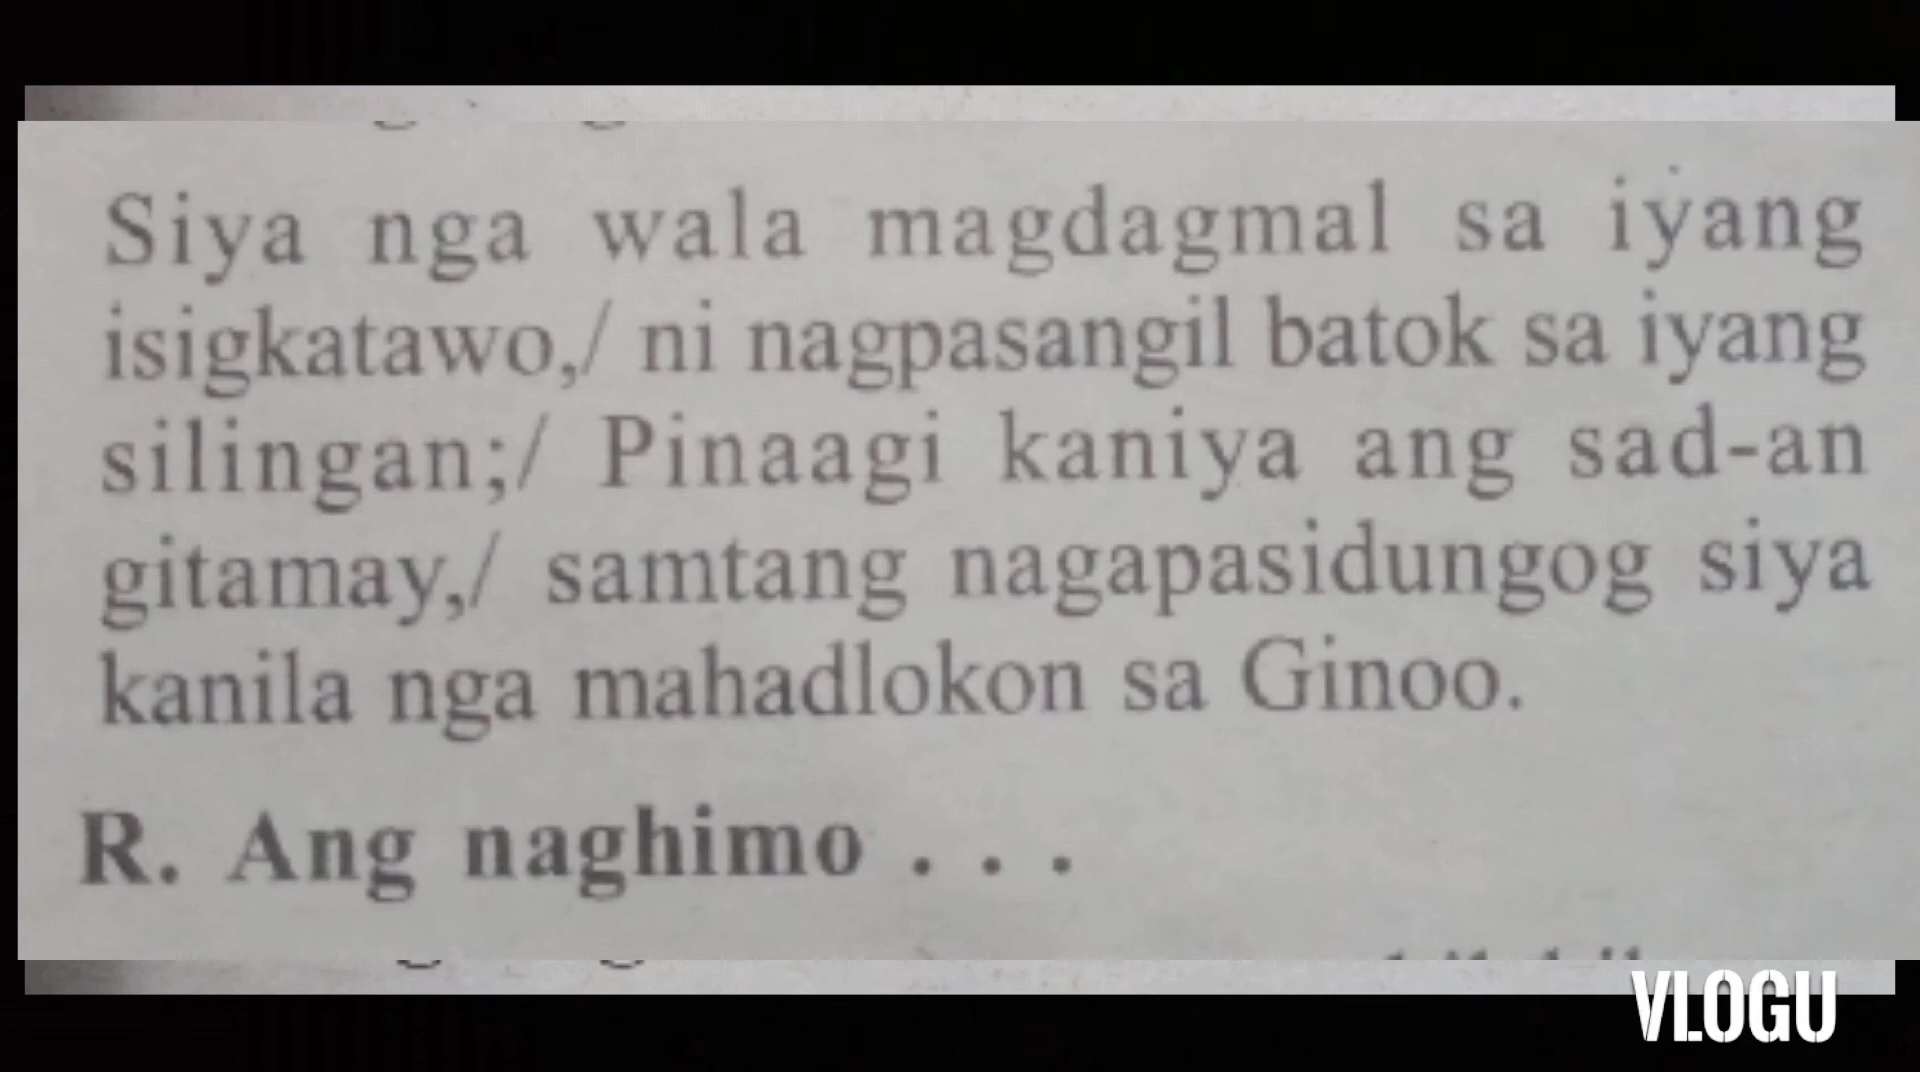 Siya nga wala magdagmal sa iyang
isigkatawo,/ ni nagpasangil batok sa iyang
silingan;/ Pinaagi kaniya ang sad-an
gitamay,/ samtang nagapasidungog siya
kanila nga mahadlokon sa Ginoo.
R. Ang naghimo . . .
VLOGU